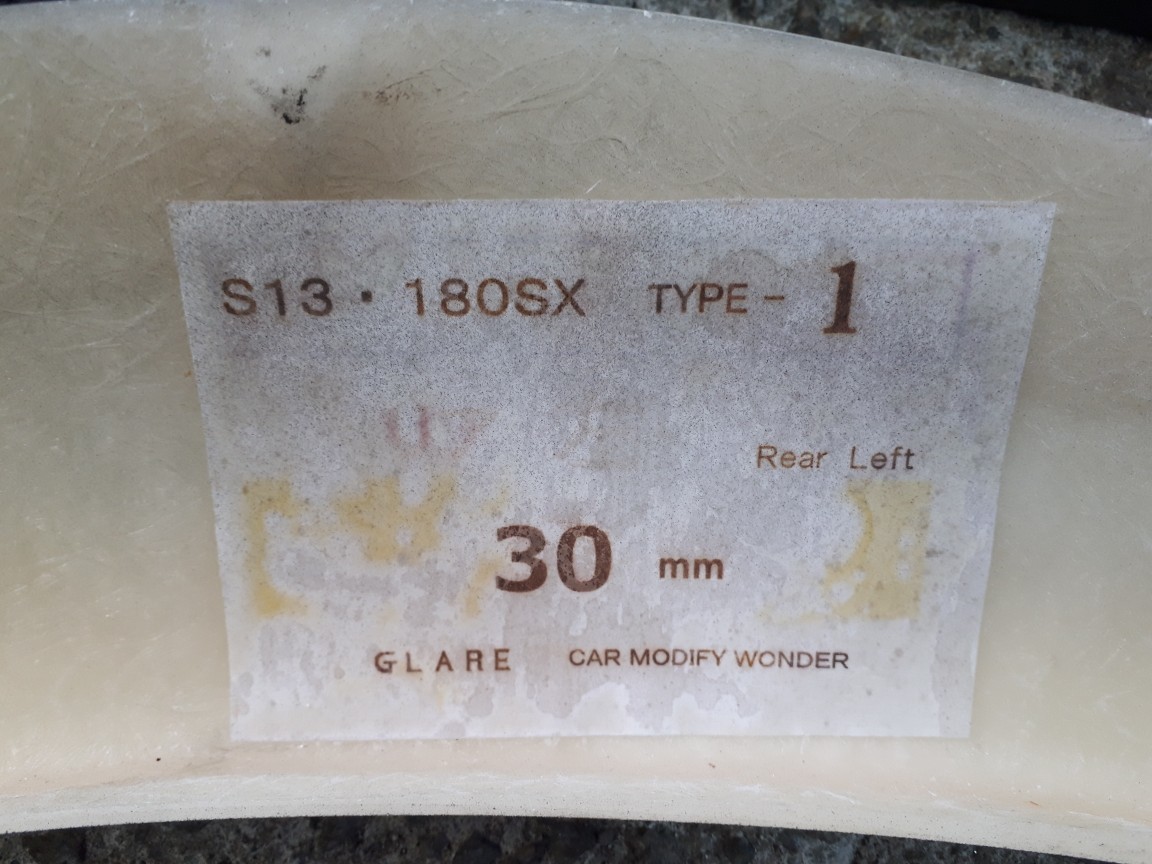 S13・180SX TYPE-1
Rear Left
30 mm
GLARE CAR MODIFY WONDER